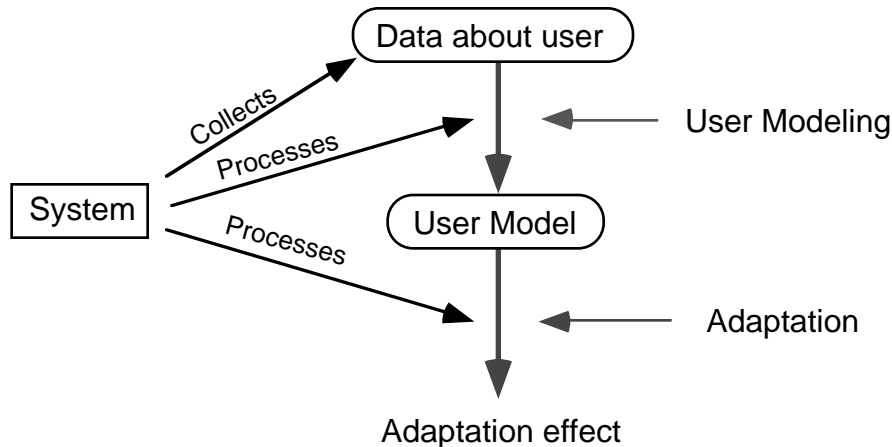 Data about user
Collects
User Modeling
Processes
System
User Model
Processes
Adaptation
Adaptation effect